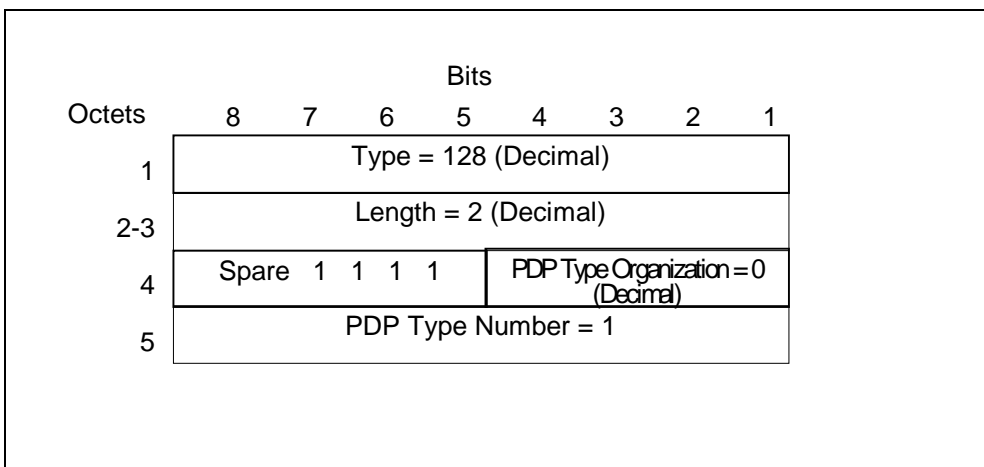 Bits
Octets 8 7 6 5 4 3 2 1
1 Type = 128 (Decimal)
2-3 Length = 2 (Decimal)
4 Spare 1 1 1 1 PDP Type Organization = 0
(Decimal)
5 PDP Type Number = 1